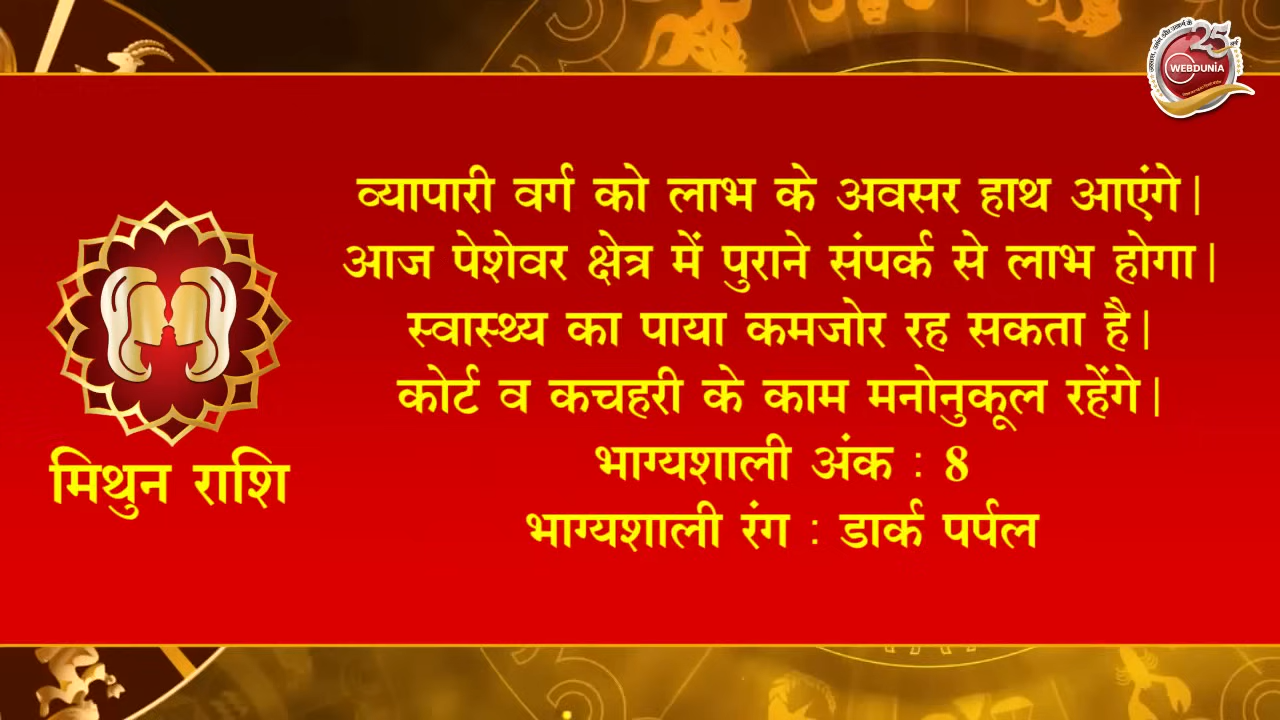 व्यापारी वर्ग को लाभ के अवसर हाथ आएंगे|
आज पेशेवर क्षेत्र में पुराने संपर्क से लाभ होगा|
स्वास्थ्य का पाया कमजोर रह सकता है|
कोर्ट व कचहरी के काम मनोनुकूल रहेंगे|
भाग्यशाली अंक : 8
भाग्यशाली रंग : डार्क पर्पल
मिथुन राशि
25
WEBDUNIA